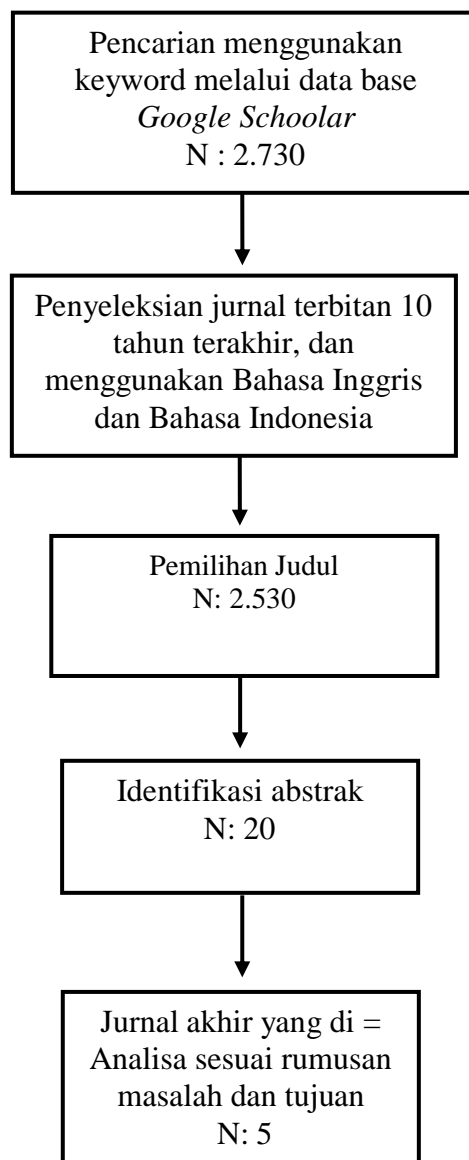 Pencarian menggunakan
keyword melalui data base
Google Schoolar
N : 2.730
Penyeleksian jurnal terbitan 10
tahun terakhir, dan
menggunakan Bahasa Inggris
dan Bahasa Indonesia
Pemilihan Judul
N: 2.530
Identifikasi abstrak
N: 20
Jurnal akhir yang di =
Analisa sesuai rumusan
masalah dan tujuan
N: 5